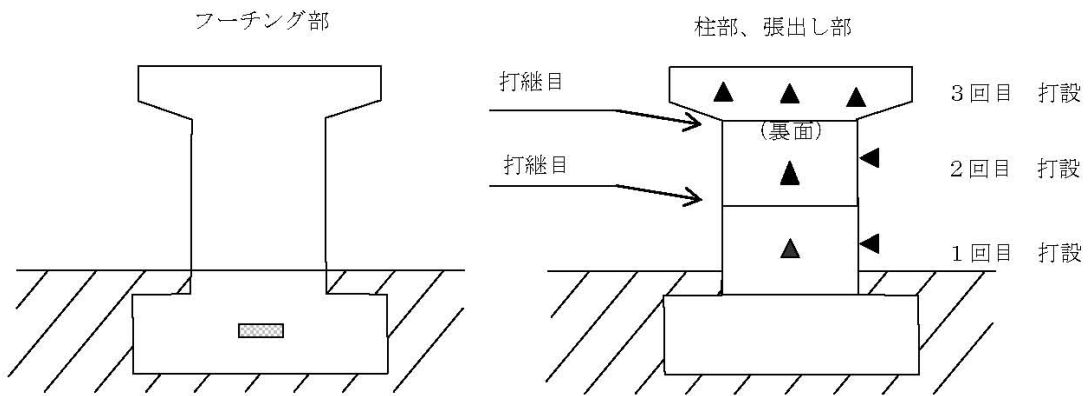 フーチング部
柱部、張出し部
打継目
3回目 打設
(裏面)
打継目
2回目 打設
1回目 打設